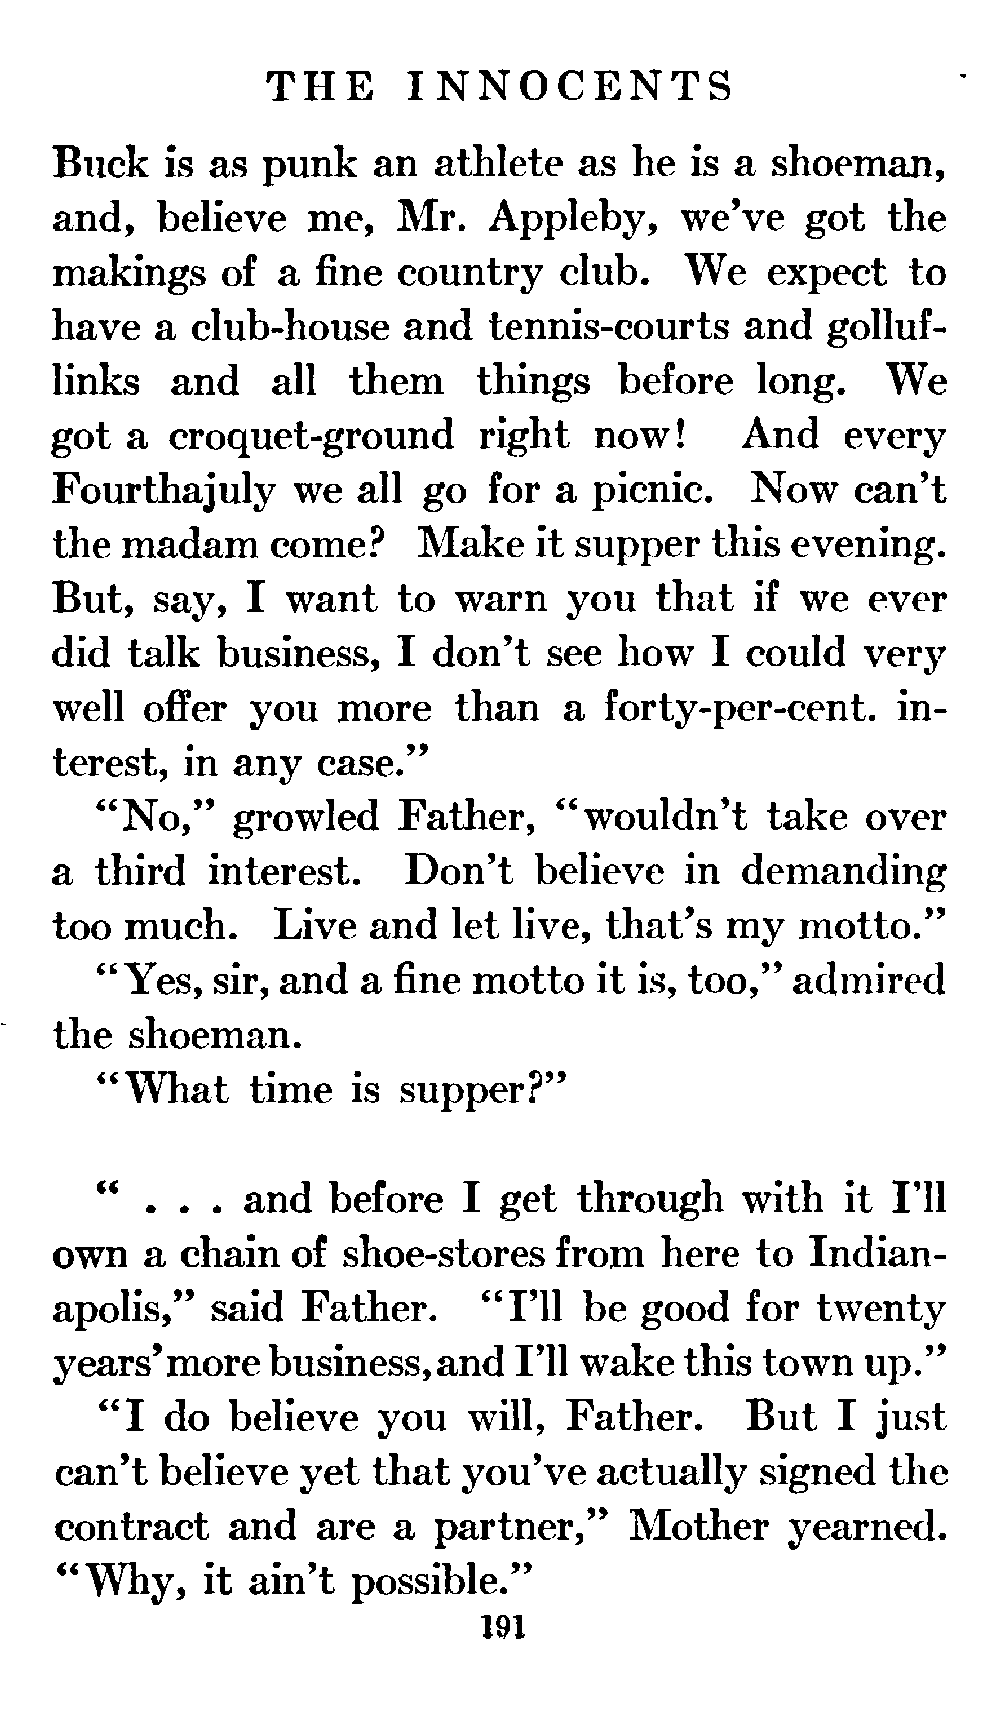 THE INNOCENTS
Buck is as punk an athlete as he is a shoeman,
and, believe me, Mr. Appleby, we've got the
makings of a fine country club. We expect to
have a club-house and tennis-courts and golluf-
links and all them things before long. We
got a croquet-ground right now! And every
Fourthajuly we all go for a picnic. Now can't
the madam come? Make it supper this evening.
But, say, I want to warn you that if we ever
did talk business, I don't see how I could very
well offer you more than a forty-per-cent. in-
terest, in any case."
"No," growled Father, "wouldn't take over
a third interest. Don't believe in demanding
too much. Live and let live, that's my motto."
"Yes, sir, and a fine motto it is, too," admired
the shoeman.
"What time is supper?"
" . . . and before I get through with it I'll
own a chain of shoe-stores from here to Indian-
apolis," said Father. "I'll be good for twenty
years' more business, and I'll wake this town up."
"I do believe you will, Father. But I just
can't believe yet that you've actually signed the
contract and are a partner," Mother yearned.
"Why, it ain't possible."
191